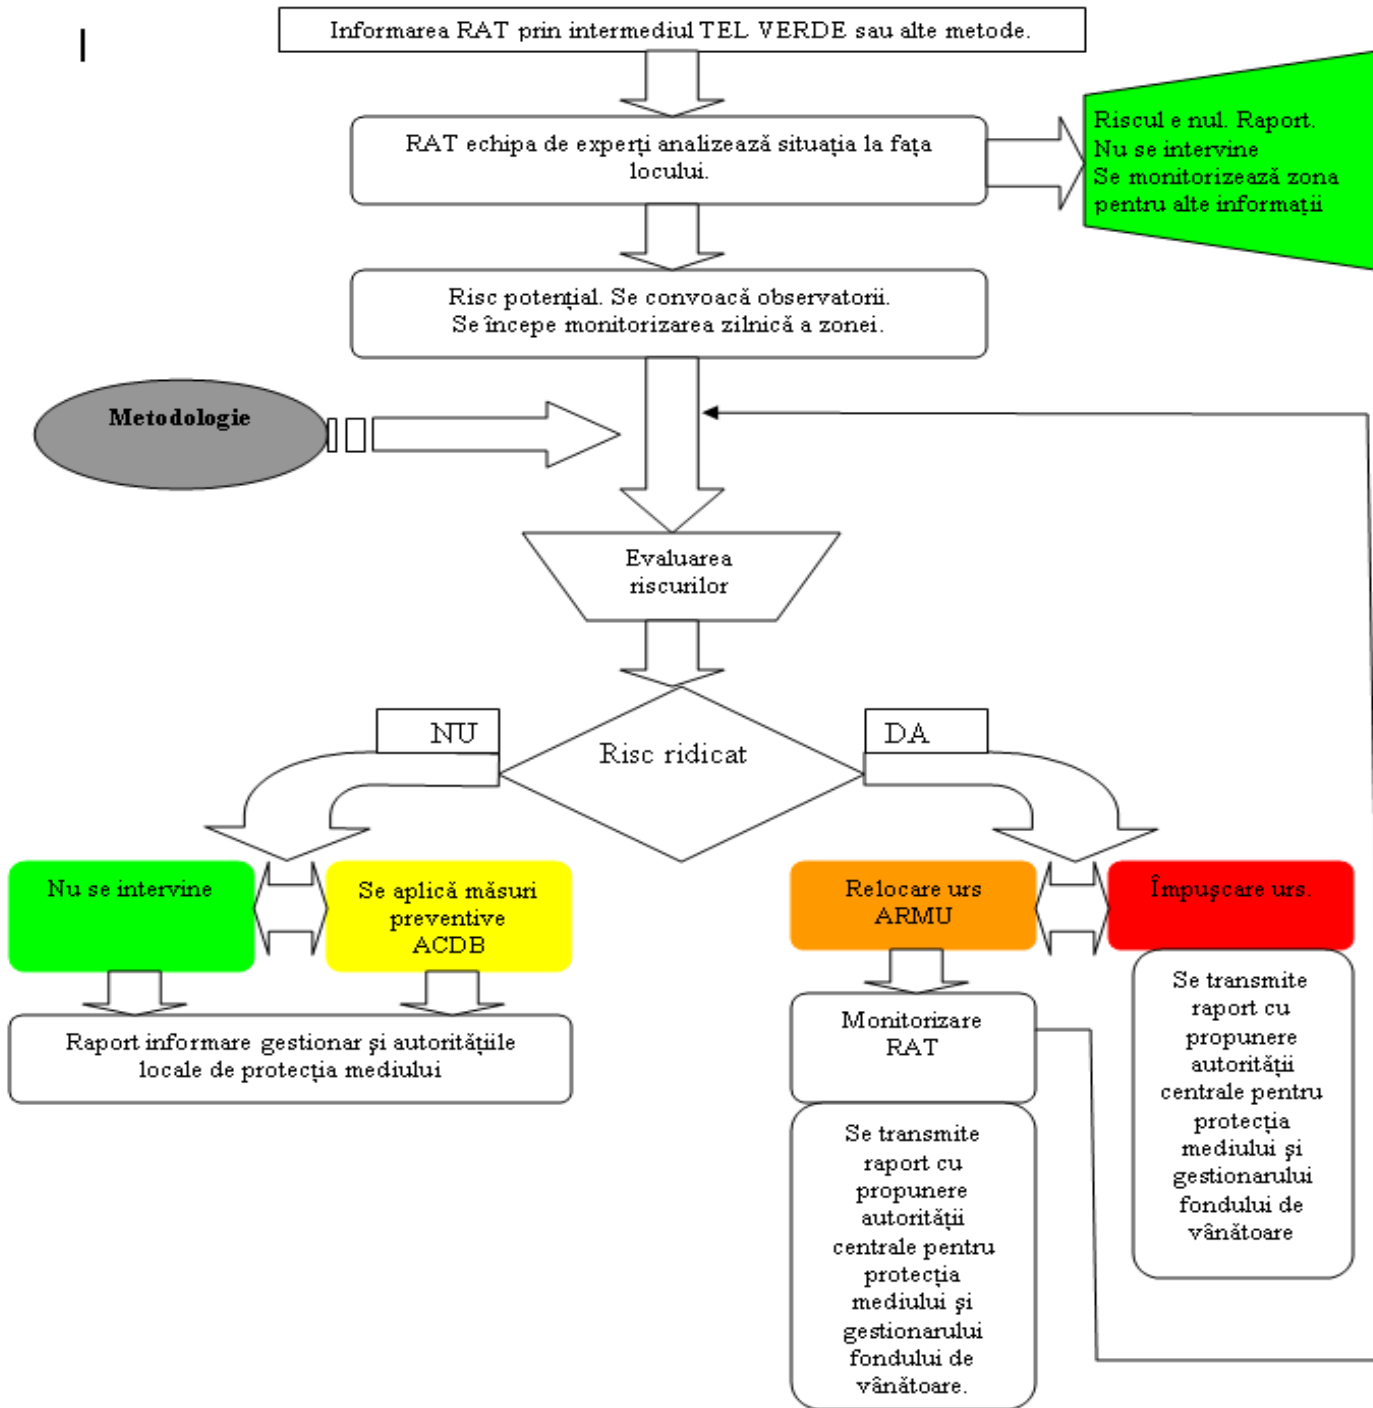 Informarea RAT prin intermediul TEL VERDE sau alte metode.
RAT echipa de experți analizează situația la fața
locului.
Riscul e nul. Raport.
Nu se intervine
Se monitorizează zona
pentru alte informații
Risc potențial. Se convoacă observatorii.
Se începe monitorizarea zilnică a zonei.
Metodologie
Evaluarea
riscurilor
NU
Risc ridicat
DA
Nu se intervine
Se aplică măsuri
preventive
ACDB
Relocare urs
ARMU
Împușcare urs.
Raport informare gestionar și autoritățiile
locale de protecția mediului
Monitorizare
RAT
Se transmite
raport cu
propunere
autorității
centrale pentru
protecția
mediului și
gestionarului
fondului de
vânătoare.
Se transmite
raport cu
propunere
autorității
centrale pentru
protecția
mediului și
gestionarului
fondului de
vânătoare